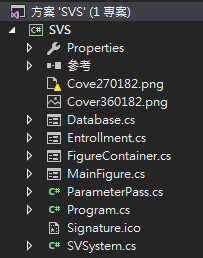 方案 'SVS' (1 專案)
SVS
Properties
參考
Cove270182.png
Cover360182.png
Database.cs
Entrollment.cs
FigureContainer.cs
MainFigure.cs
ParameterPass.cs
Program.cs
Signature.ico
SVSystem.cs